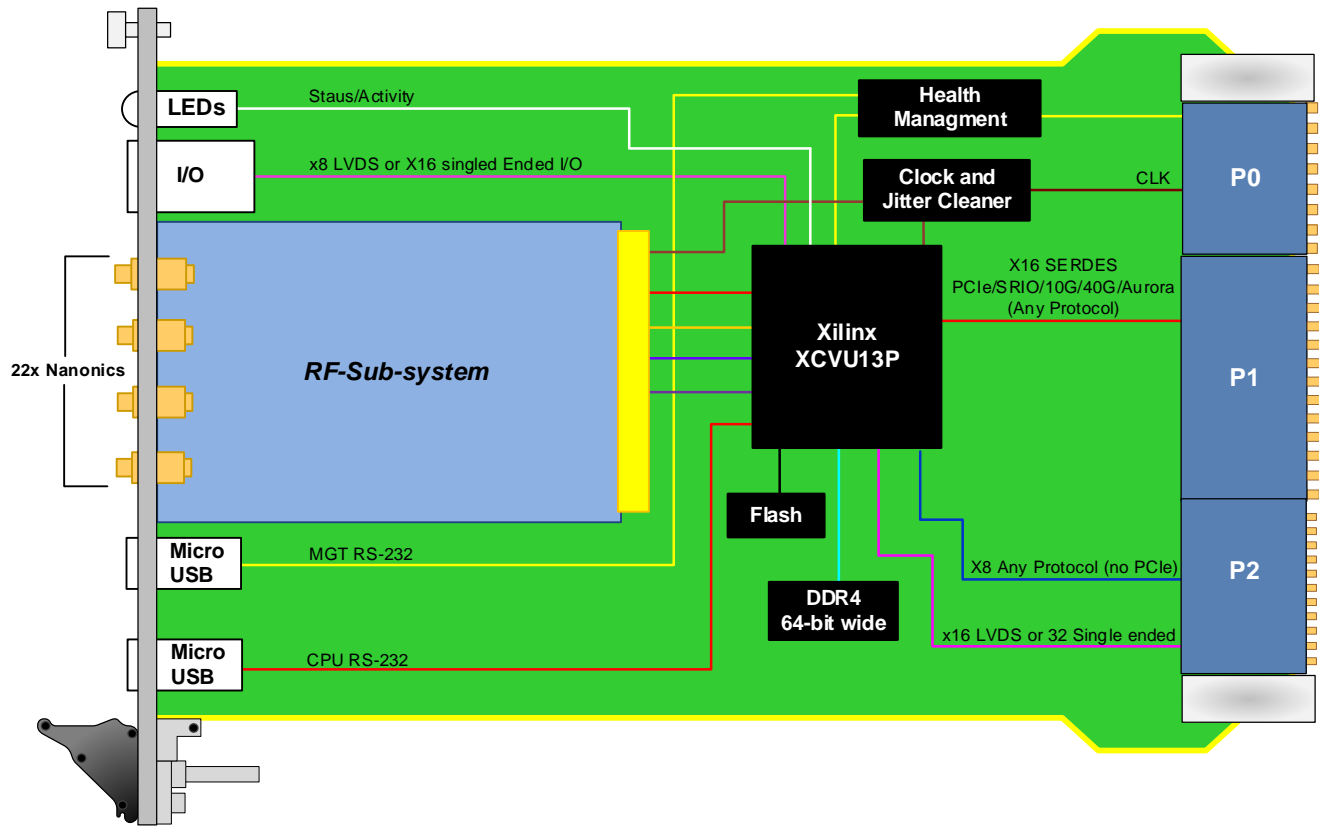 LEDs
Staus/Activity
Health
Managment
I/O
x8 LVDS or X16 singled Ended I/O
Clock and
Jitter Cleaner
CLK
P0
X16 SERDES
PCIe/SRIO/10G/40G/Aurora
(Any Protocol)
22x Nanonics
RF-Sub-system
Xilinx
XCVU13P
P1
Flash
Micro
USB
MGT RS-232
X8 Any Protocol (no PCIe)
P2
DDR4
64-bit wide
x16 LVDS or 32 Single ended
Micro
USB
CPU RS-232